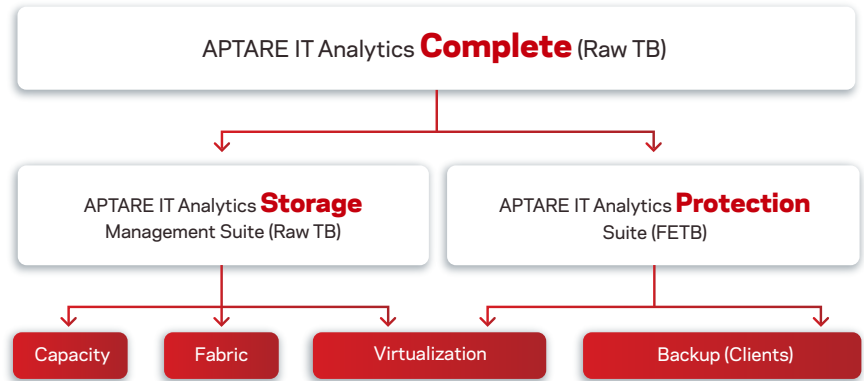 APTARE IT Analytics Complete (Raw TB)
APTARE IT Analytics Storage
Management Suite (Raw TB)
APTARE IT Analytics Protection
Suite (FETB)
Capacity
Fabric
Virtualization
Backup (Clients)